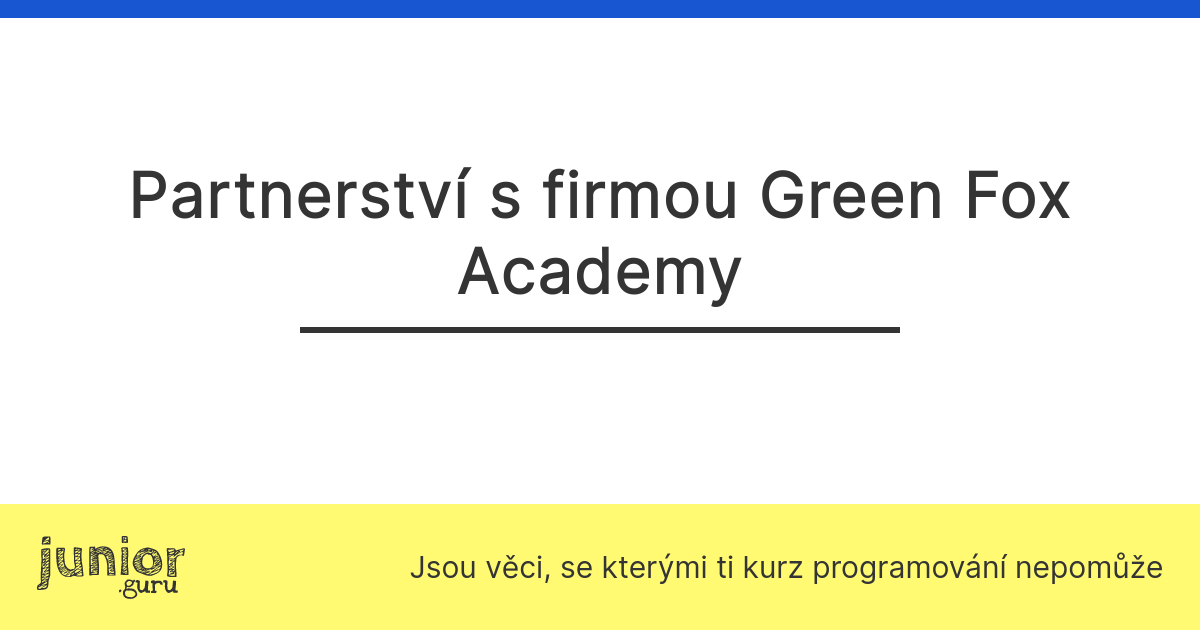 Partnerství s firmou Green Fox
Academy
junior
.guru
Jsou věci, se kterými ti kurz programování nepomůže